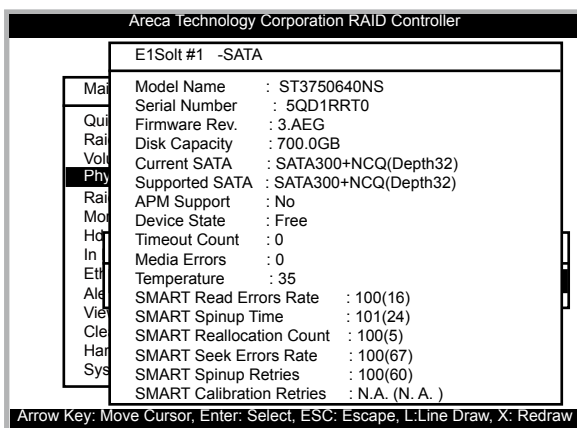 Areca Technology Corporation RAID Controller
E1Solt #1 -SATA
Mai
Qui
Rai
Volu
Phy
Rai
Mor
Hd
In
Eth
Ale
Vie
Cle
Har
Sys
Model Name : ST3750640NS
Serial Number : 5QD1RRT0
Firmware Rev. : 3.AEG
Disk Capacity : 700.0GB
Current SATA : SATA300+NCQ(Depth32)
Supported SATA : SATA300+NCQ(Depth32)
APM Support : No
Device State : Free
Timeout Count : 0
Media Errors : 0
Temperature : 35
SMART Read Errors Rate : 100(16)
SMART Spinup Time : 101(24)
SMART Reallocation Count : 100(5)
SMART Seek Errors Rate : 100(67)
SMART Spinup Retries : 100(60)
SMART Calibration Retries : N.A. (N. A. )
Arrow Key: Move Cursor, Enter: Select, ESC: Escape, L:Line Draw, X: Redraw